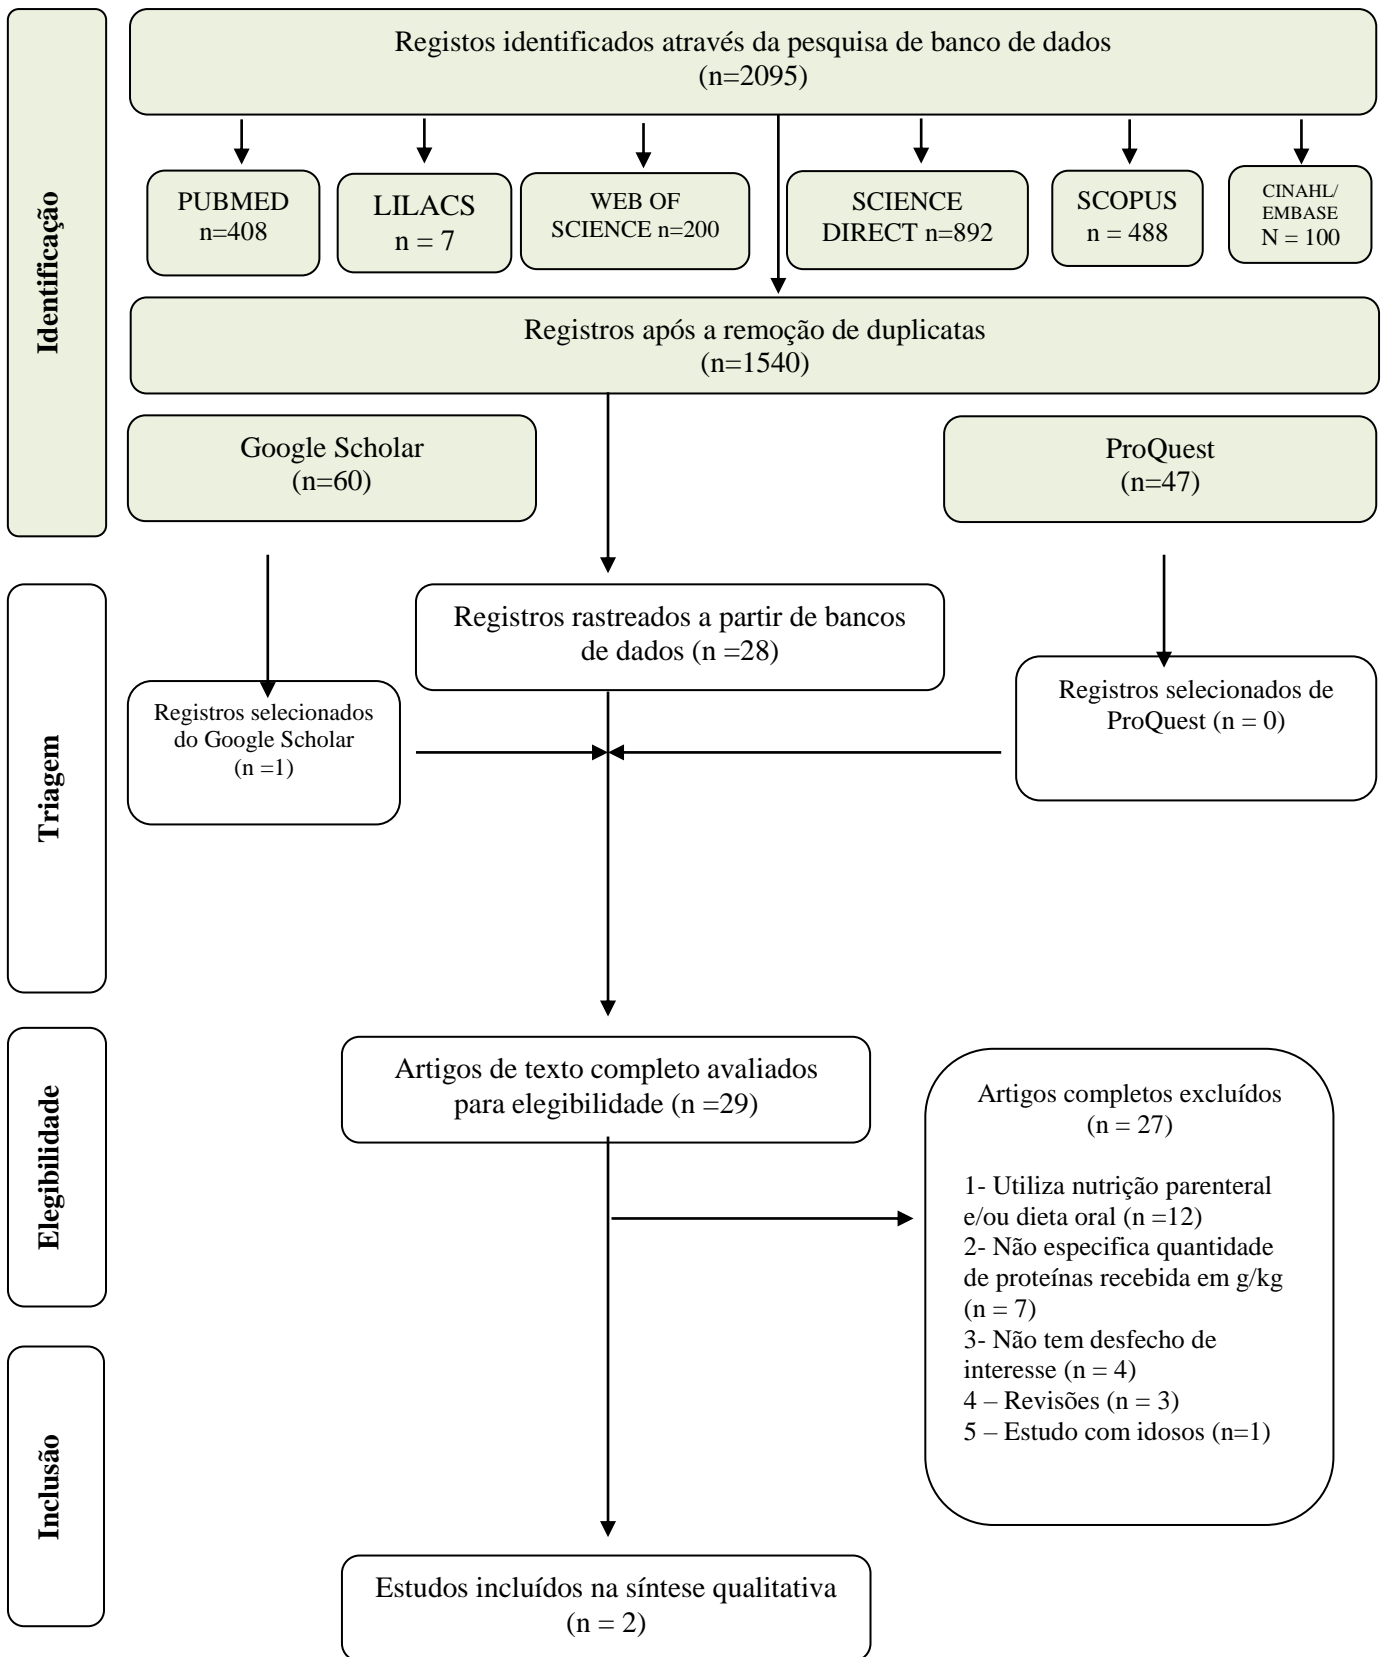 Identificação
Registos identificados através da pesquisa de banco de dados
(n=2095)
PUBMED
n=408
LILACS
n = 7
WEB OF
SCIENCE n=200
SCIENCE
DIRECT n=892
SCOPUS
n = 488
CINAHL/
EMBASE
N = 100
Registros após a remoção de duplicatas
(n=1540)
Google Scholar
(n=60)
ProQuest
(n=47)
Triagem
Registros rastreados a partir de bancos
de dados (n =28)
Registros selecionados
do Google Scholar
(n =1)
Registros selecionados de
ProQuest (n = 0)
Elegibilidade
Artigos de texto completo avaliados
para elegibilidade (n =29)
Artigos completos excluídos
(n = 27)
1- Utiliza nutrição parenteral
e/ou dieta oral (n =12)
2- Não especifica quantidade
de proteínas recebida em g/kg
(n = 7)
3- Não tem desfecho de
interesse (n = 4)
4 – Revisões (n = 3)
5 – Estudo com idosos (n=1)
Inclusão
Estudos incluídos na síntese qualitativa
(n = 2)